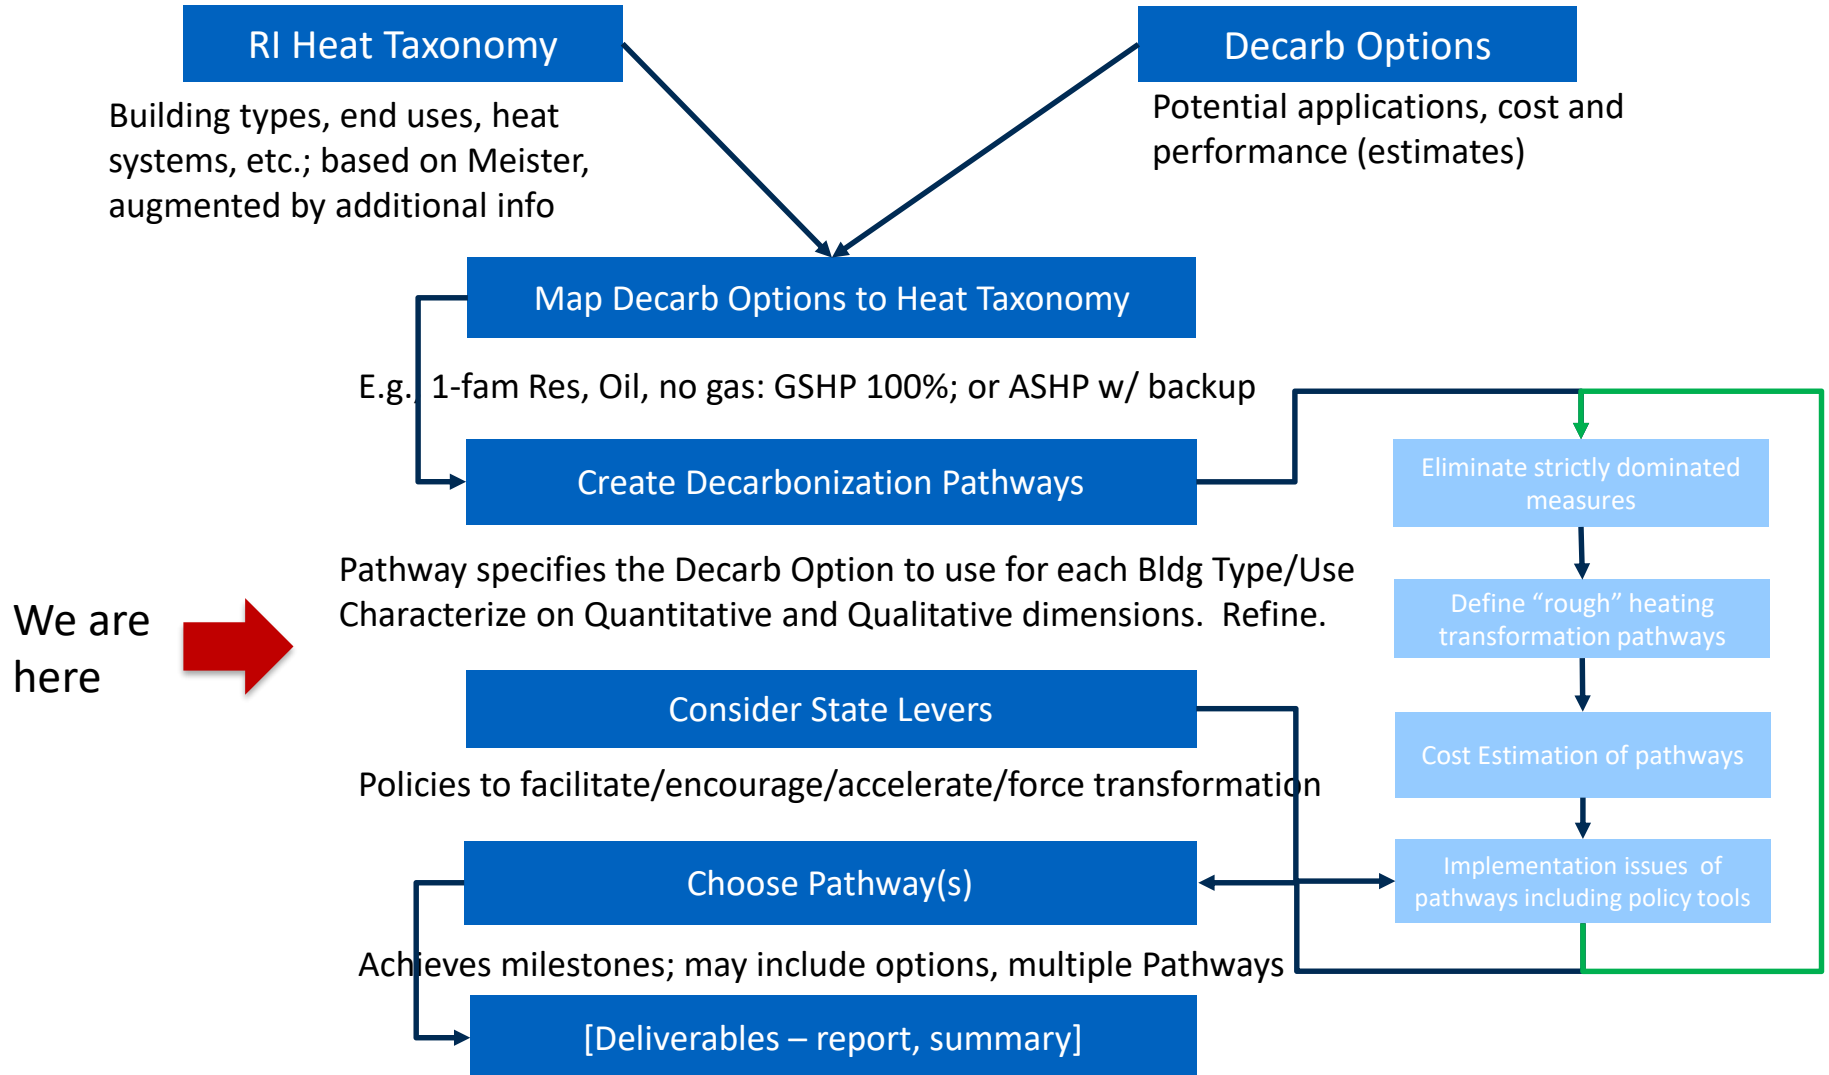 RI Heat Taxonomy
Decarb Options
Building types, end uses, heat
systems, etc.; based on Meister,
augmented by additional info
Potential applications, cost and
performance (estimates)
Map Decarb Options to Heat Taxonomy
E.g., 1-fam Res, Oil, no gas: GSHP 100%; or ASHP w/ backup
Create Decarbonization Pathways
Pathway specifies the Decarb Option to use for each Bldg Type/Use
Characterize on Quantitative and Qualitative dimensions.  Refine.
We are
here
Consider State Levers
Policies to facilitate/encourage/accelerate/force transformation
Choose Pathway(s)
Achieves milestones; may include options, multiple Pathways
[Deliverables – report, summary]
Eliminate strictly dominated
measures
Define “rough” heating
transformation pathways
Cost Estimation of pathways
Implementation issues  of
pathways including policy tools